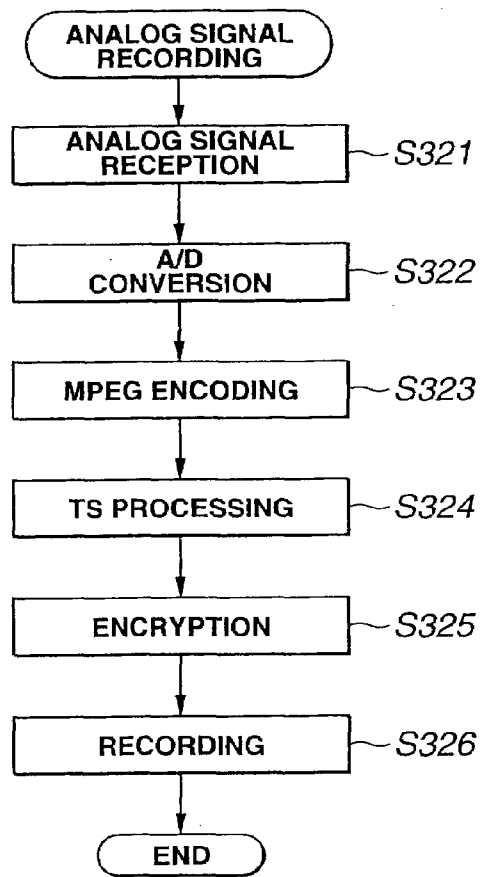 ANALOG SIGNAL
RECORDING
ANALOG SIGNAL
RECEPTION
S321
A/D
CONVERSION
S322
MPEG ENCODING
S323
TS PROCESSING
S324
ENCRYPTION
S325
RECORDING
S326
END